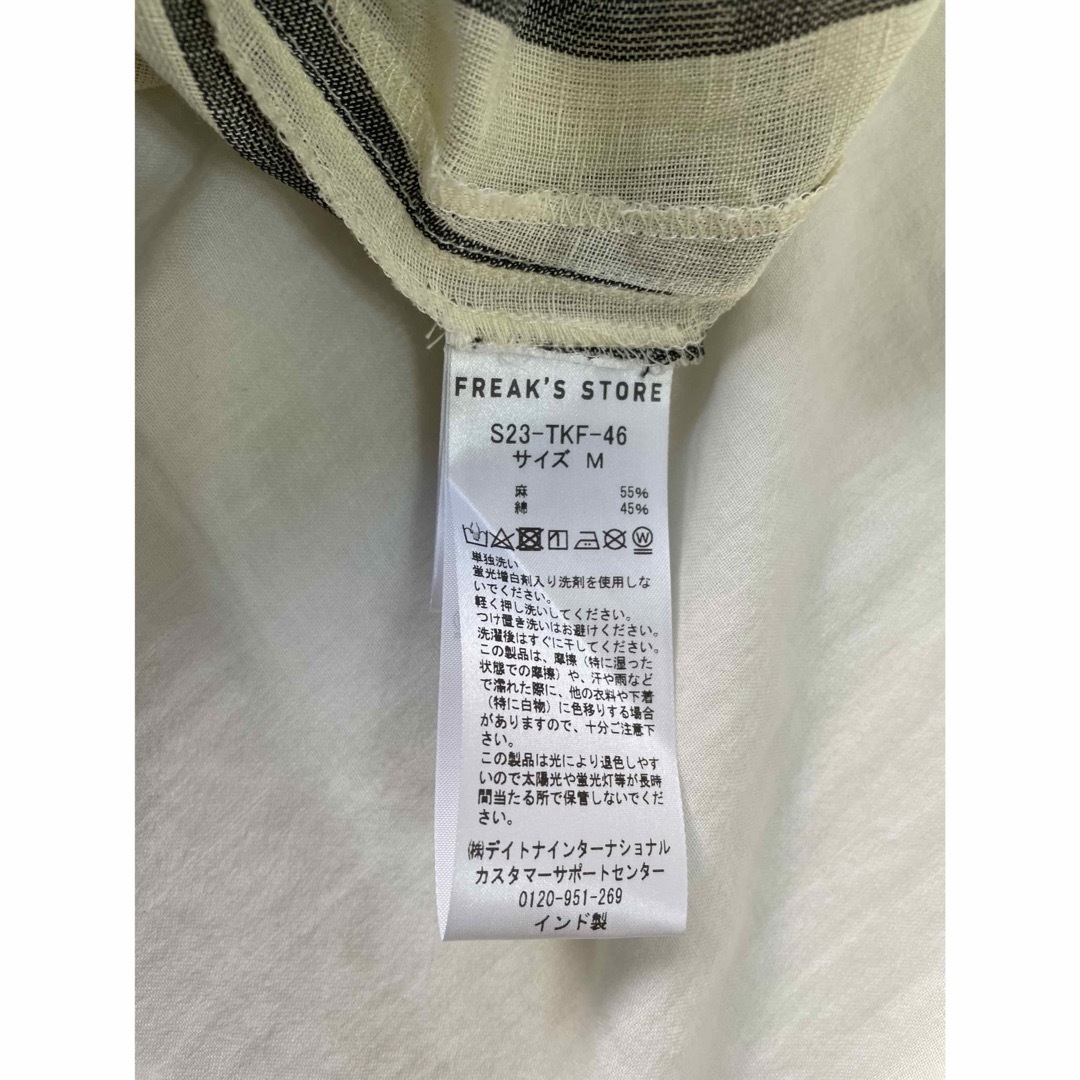 FREAK'S STORE
S23-TKF-46
サイズ M
麻 55%
綿 45%
単独洗い
蛍光増白剤入り洗剤を使用しな
いでください。
軽く押し洗いしてください。
つけ置き洗いはお避けください。
洗濯後はすぐに干してください。
この製品は、摩擦（特に湿った
状態での摩擦）や、汗や雨など
で濡れた際に、他の衣料や下着
（特に白物）に色移りする場合
がありますので、十分ご注意下
さい。
この製品は光により退色しやす
いので太陽光や蛍光灯等が長時
間当たる所で保管しないでくだ
さい。
㈱デイトナインターナショナル
カスタマーサポートセンター
0120-951-269
インド製